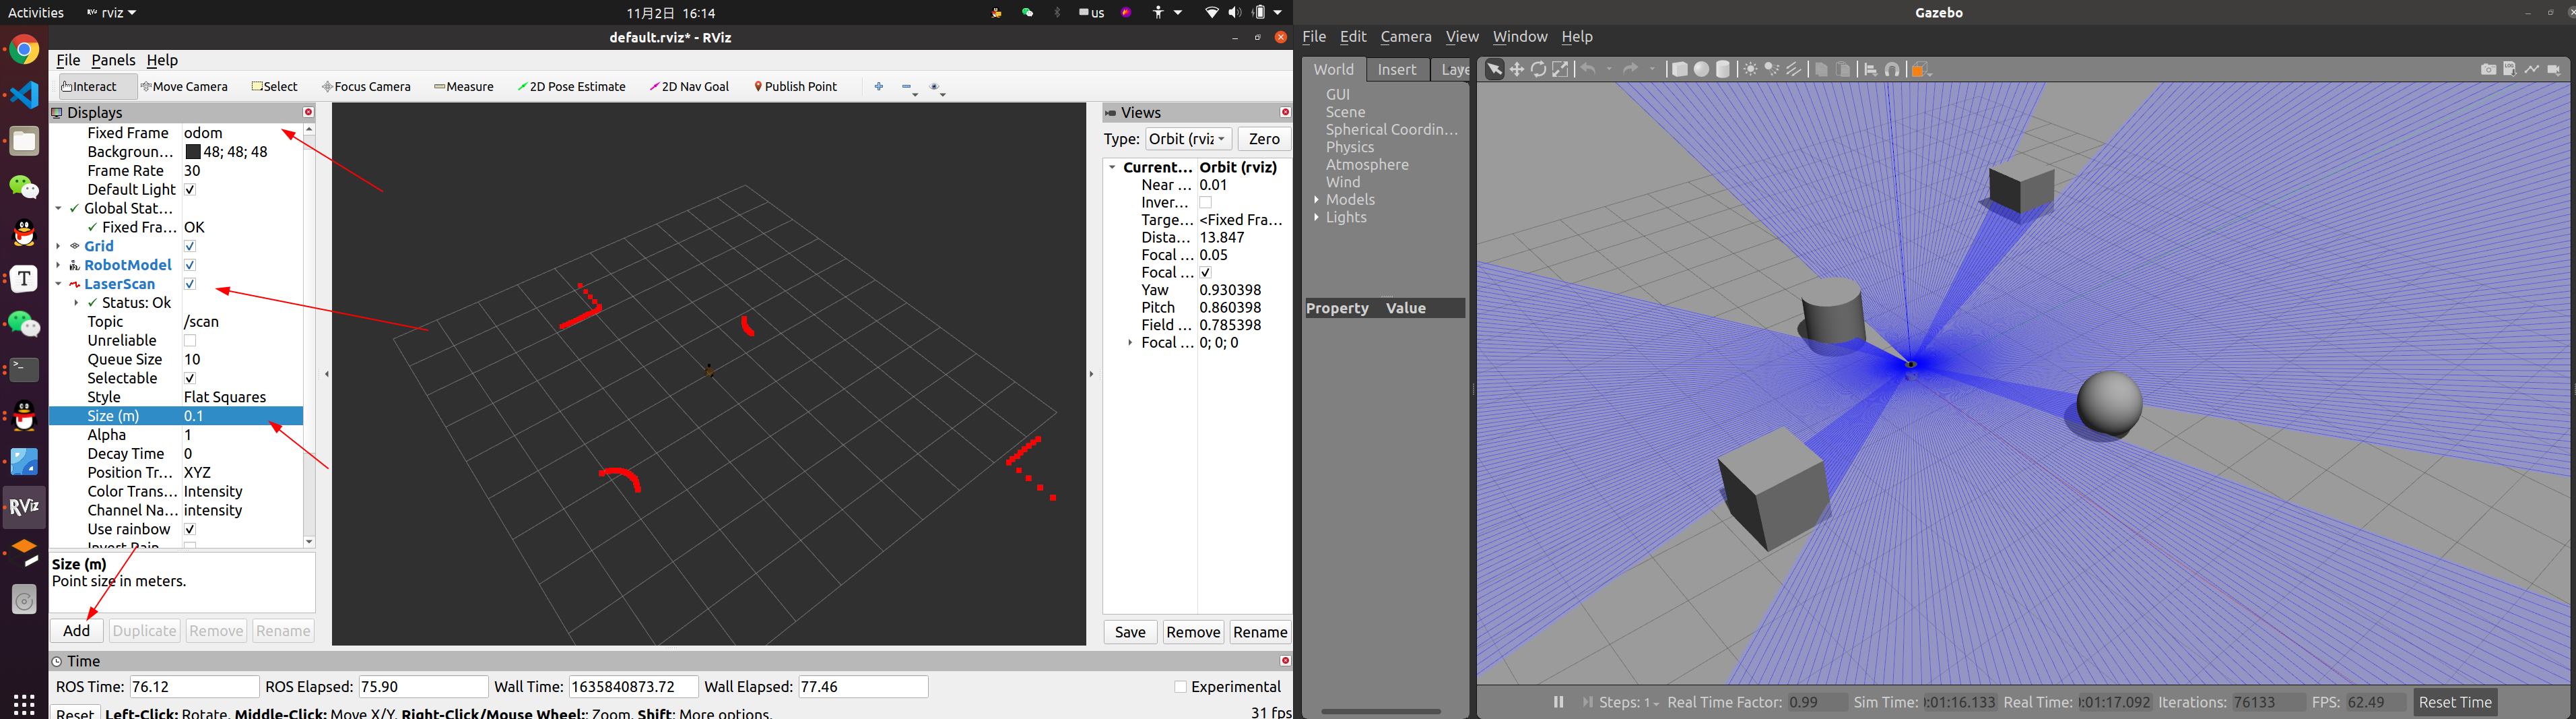 Activities
rviz
11月2日 16:14
us
default.rviz* - RViz
File Panels Help
Interact Move Camera Select Focus Camera Measure 2D Pose Estimate 2D Nav Goal Publish Point
Displays
Fixed Frame odom
Backgroun... 48; 48; 48
Frame Rate 30
Default Light
Global Stat...
Fixed Fra... OK
Grid
RobotModel
LaserScan
Status: Ok
Topic /scan
Unreliable
Queue Size 10
Selectable
Style Flat Squares
Size (m) 0.1
Alpha 1
Decay Time 0
Position Tr... XYZ
Color Trans... Intensity
Channel Na... intensity
Use rainbow
Size (m)
Point size in meters.
Add Duplicate Remove Rename
Views
Type: Orbit (rviz Zero
Current... Orbit (rviz)
Near ... 0.01
Inver...
Targe... <Fixed Fra...
Dista... 13.847
Focal ... 0.05
Focal ...
Yaw 0.930398
Pitch 0.860398
Field ... 0.785398
Focal ... 0; 0; 0
Save Remove Rename
Time
ROS Time: 76.12 ROS Elapsed: 75.90 Wall Time: 1635840873.72 Wall Elapsed: 77.46 Experimental
Reset Left-Click: Rotate. Middle-Click: Move X/Y. Right-Click/Mouse Wheel:: Zoom. Shift: More options.
31 fps
T
>_
RViz
Gazebo
File Edit Camera View Window Help
World Insert Laye
GUI
Scene
Spherical Coordin...
Physics
Atmosphere
Wind
Models
Lights
Property Value
LOG
Steps: 1 Real Time Factor: 0.99 Sim Time: 0:01:16.133 Real Time: 0:01:17.092 Iterations: 76133 FPS: 62.49 Reset Time